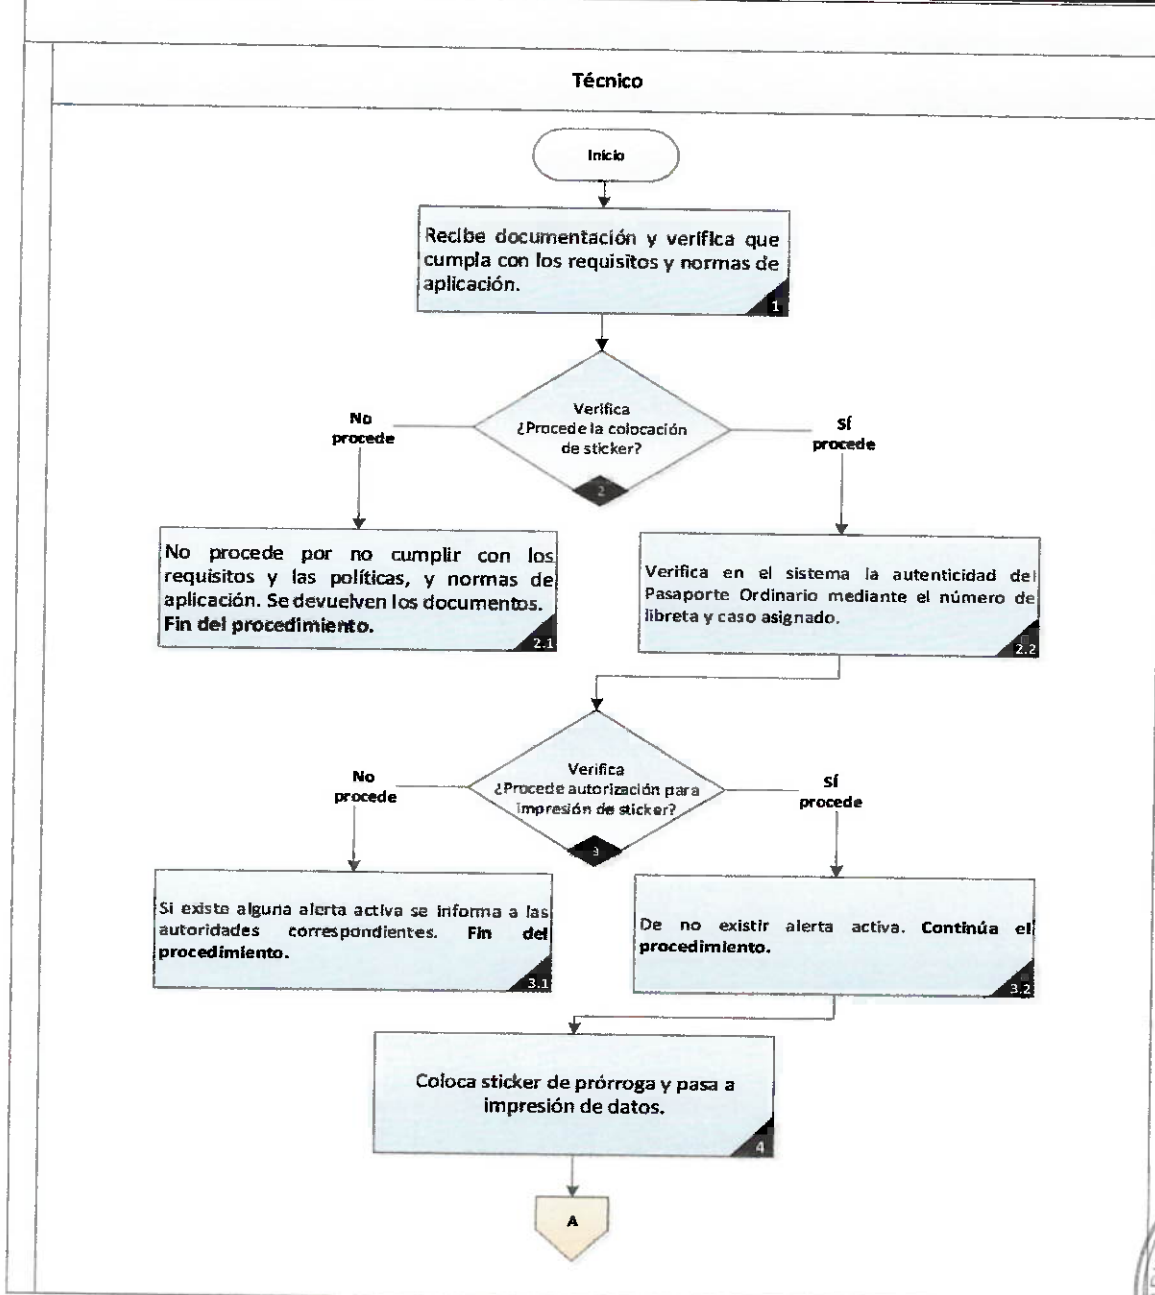 Técnico
Inicio
Recibe documentación y verifica que
cumpla con los requisitos y normas de
aplicación.
1
Verifica
¿Procede la colocación
de sticker?
2
No
procede
SÍ
procede
No procede por no cumplir con los
requisitos y las políticas, y normas de
aplicación. Se devuelven los documentos.
Fin del procedimiento.
2.1
Verifica en el sistema la autenticidad del
Pasaporte Ordinario mediante el número de
libreta y caso asignado.
2.2
Verifica
¿Procede autorización para
impresión de sticker?
3
No
procede
SÍ
procede
Si existe alguna alerta activa se informa a las
autoridades correspondientes. Fin del
procedimiento.
3.1
De no existir alerta activa. Continúa el
procedimiento.
3.2
Coloca sticker de prórroga y pasa a
impresión de datos.
4
A